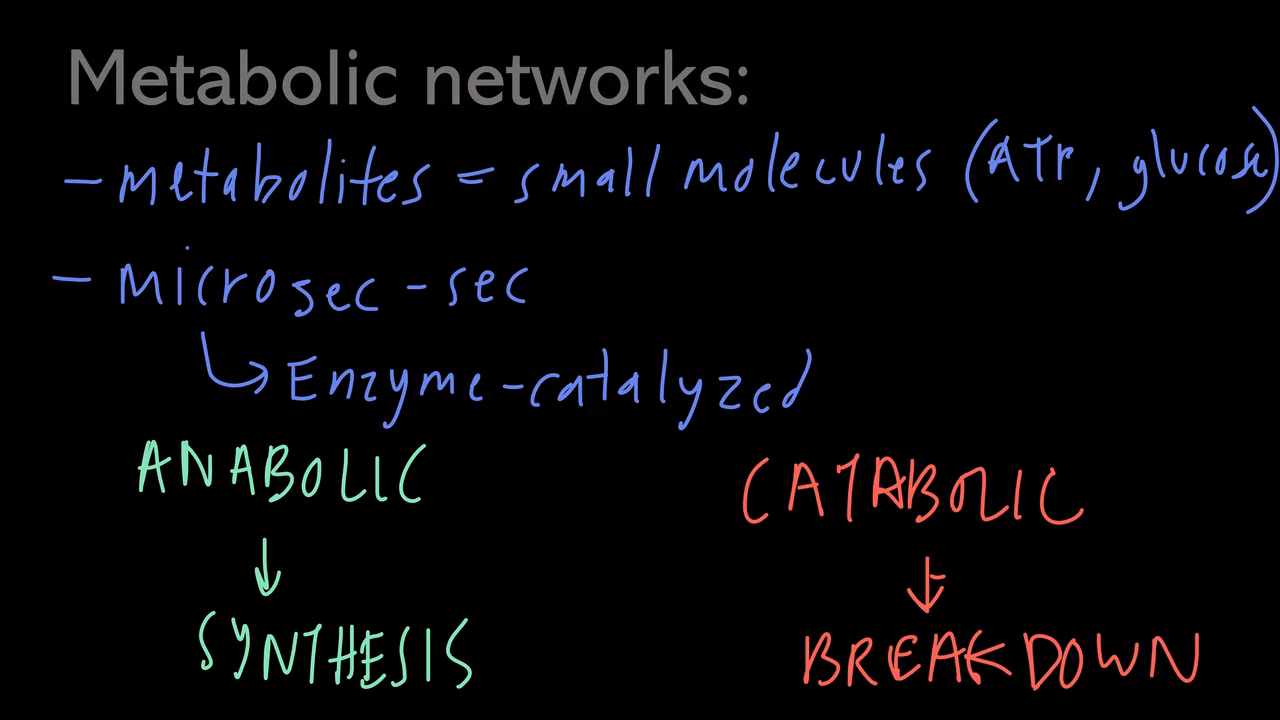 Metabolic networks:
- metabolites = small molecules (ATP, glucose)
- microsec - sec
Enzyme-catalyzed
ANABOLIC
CATABOLIC
SYNTHESIS
BREAKDOWN